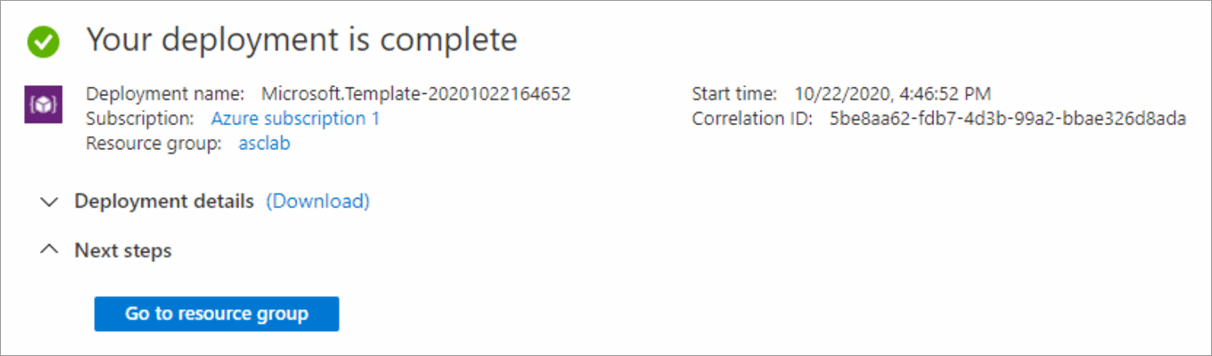 Your deployment is complete
Deployment name: Microsoft.Template-20201022164652
Subscription: Azure subscription 1
Resource group: asclab
Start time: 10/22/2020, 4:46:52 PM
Correlation ID: 5be8aa62-fdb7-4d3b-99a2-bbae326d8ada
Deployment details (Download)
Next steps
Go to resource group